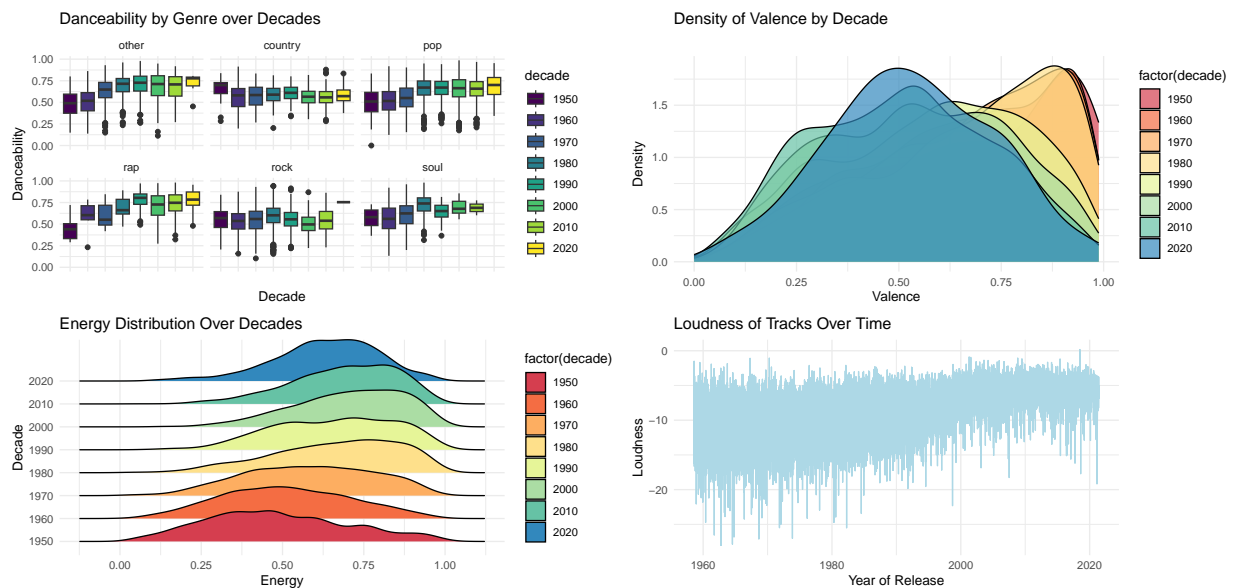 Danceability by Genre over Decades
other country pop
1.00
0.75
0.50
0.25
0.00
rap rock soul
1.00
0.75
0.50
0.25
0.00
Danceability
Decade
decade
1950
1960
1970
1980
1990
2000
2010
2020
Density of Valence by Decade
1.5
1.0
0.5
0.0
Density
0.00 0.25 0.50 0.75 1.00
Valence
factor(decade)
1950
1960
1970
1980
1990
2000
2010
2020
Energy Distribution Over Decades
2020
2010
2000
1990
1980
1970
1960
1950
Decade
0.00 0.25 0.50 0.75 1.00
Energy
factor(decade)
1950
1960
1970
1980
1990
2000
2010
2020
Loudness of Tracks Over Time
0
−10
−20
Loudness
1960 1980 2000 2020
Year of Release